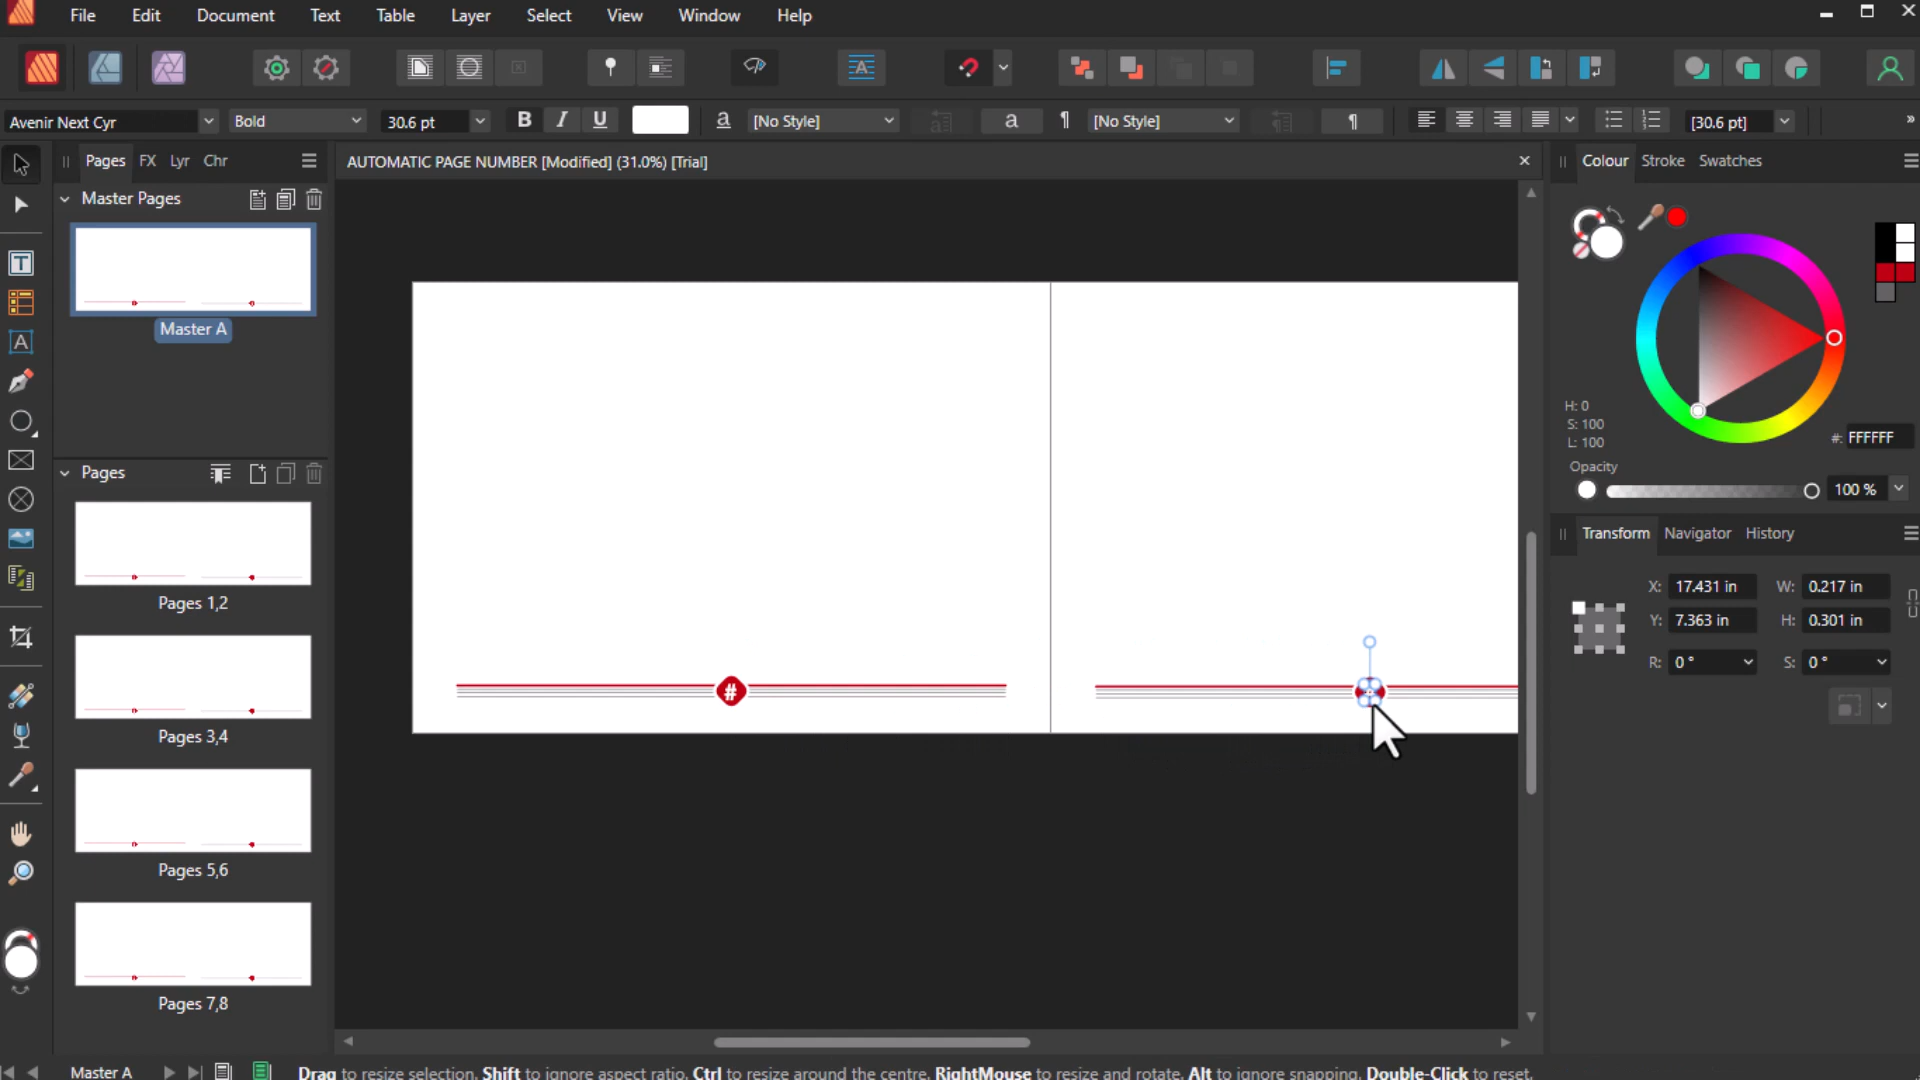 File Edit Document Text Table Layer Select View Window Help
Avenir Next Cyr Bold 30.6 pt B I U a [No Style] a ¶ [No Style] ¶ [30.6 pt] »
Pages FX Lyr Chr
AUTOMATIC PAGE NUMBER [Modified] (31.0%) [Trial]
Colour Stroke Swatches
Master Pages
Master A
Pages
Pages 1,2
Pages 3,4
Pages 5,6
Pages 7,8
#
H: 0
S: 100
L: 100
#: FFFFFF
Opacity
100 %
Transform Navigator History
X: 17.431 in W: 0.217 in
Y: 7.363 in H: 0.301 in
R: 0 ° S: 0 °
Master A Drag to resize selection. Shift to ignore aspect ratio. Ctrl to resize around the centre. RightMouse to resize and rotate. Alt to ignore snapping. Double-Click to reset.